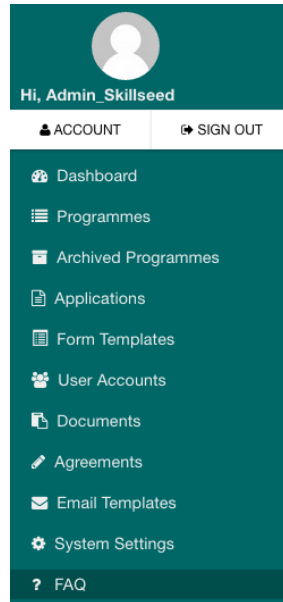 Hi, Admin_Skillseed
ACCOUNT SIGN OUT
Dashboard
Programmes
Archived Programmes
Applications
Form Templates
User Accounts
Documents
Agreements
Email Templates
System Settings
? FAQ